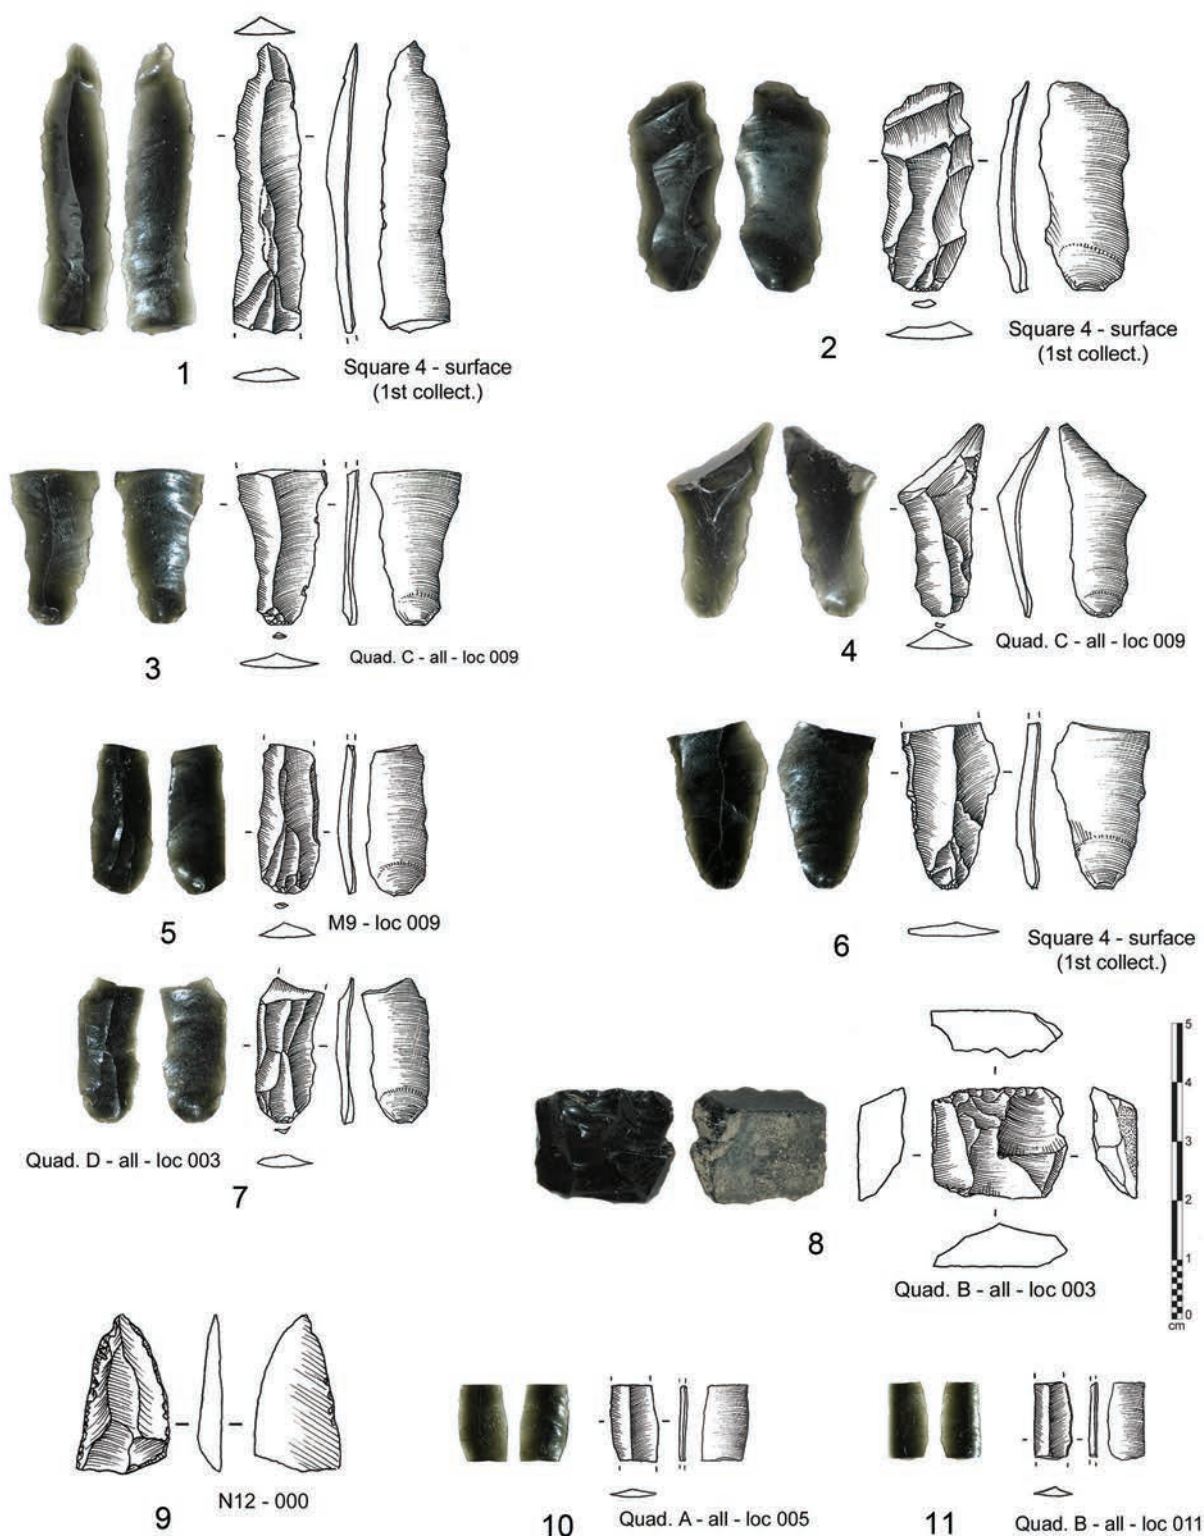 1
Square 4 - surface
(1st collect.)
2
Square 4 - surface
(1st collect.)
3
Quad. C - all - loc 009
4
Quad. C - all - loc 009
5
M9 - loc 009
6
Square 4 - surface
(1st collect.)
Quad. D - all - loc 003
7
8
Quad. B - all - loc 003
5
4
3
2
1
0
cm
9
N12 - 000
10
Quad. A - all - loc 005
11
Quad. B - all - loc 011